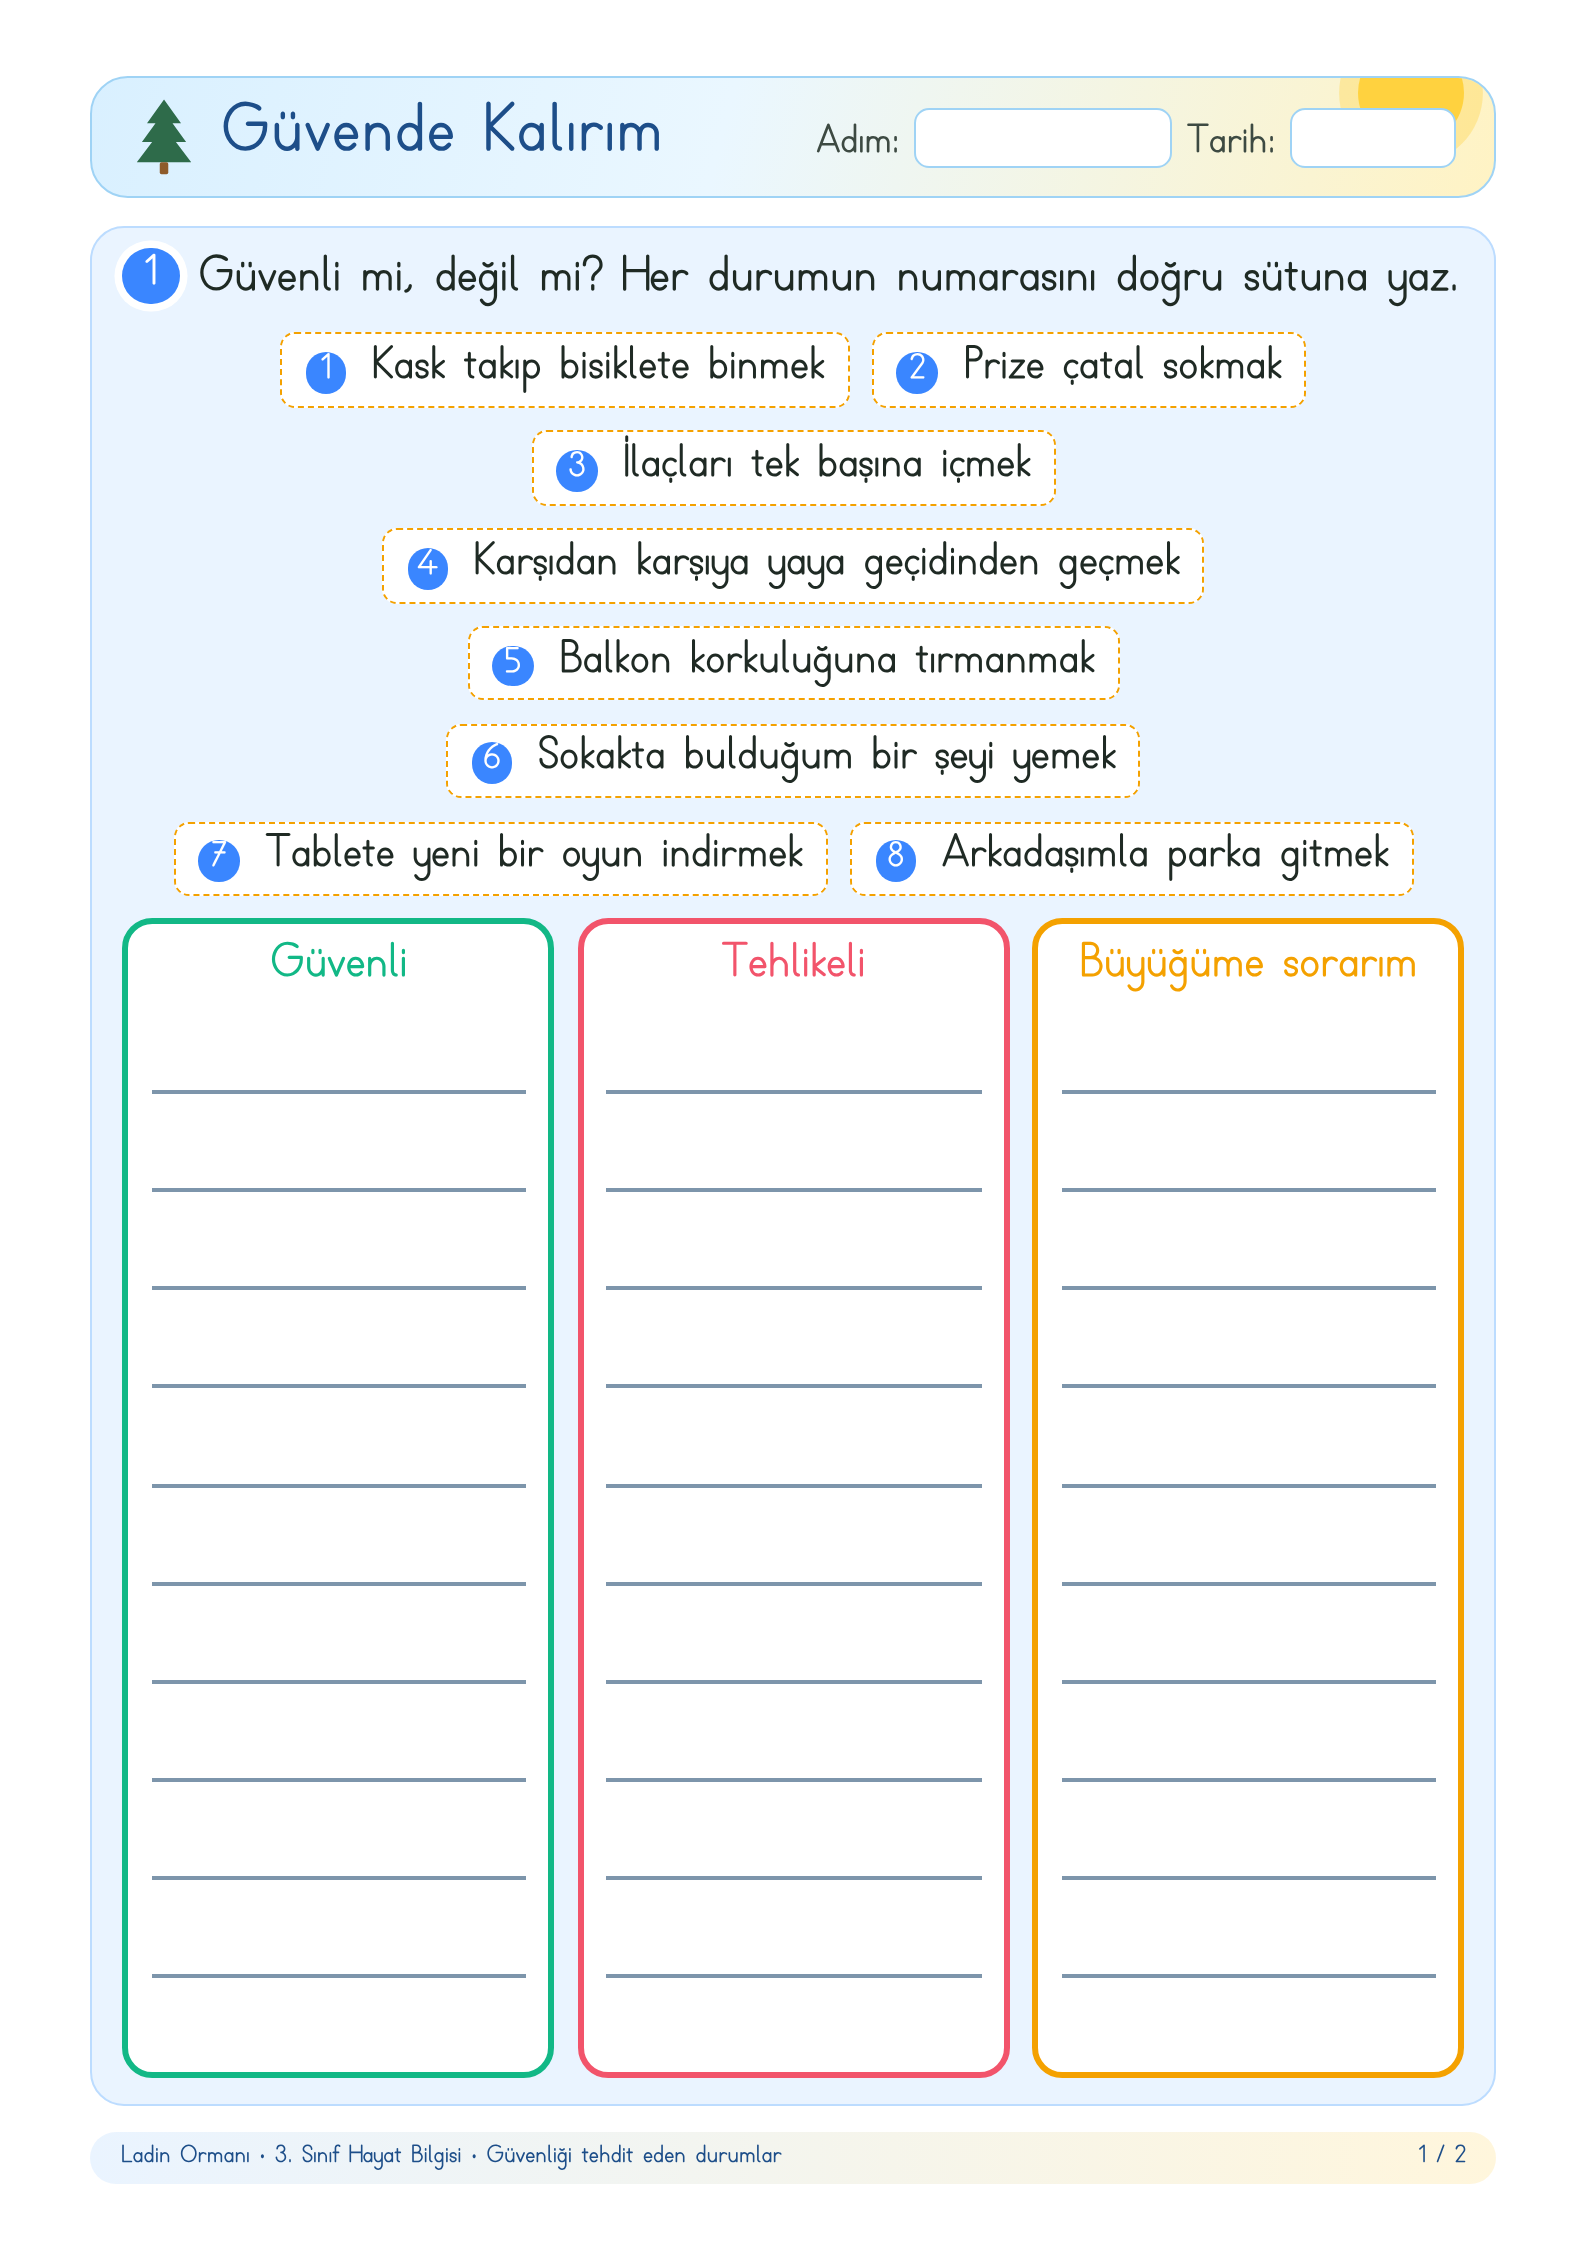 Güvende Kalırım
Adım: Tarih:
1 Güvenli mi, değil mi? Her durumun numarasını doğru sütuna yaz.
1 Kask takıp bisiklete binmek 2 Prize çatal sokmak
3 İlaçları tek başına içmek
4 Karşıdan karşıya yaya geçidinden geçmek
5 Balkon korkuluğuna tırmanmak
6 Sokakta bulduğum bir şeyi yemek
7 Tablete yeni bir oyun indirmek 8 Arkadaşımla parka gitmek
Güvenli Tehlikeli Büyüğüme sorarım
Ladin Ormanı • 3. Sınıf Hayat Bilgisi • Güvenliği tehdit eden durumlar 1 / 2